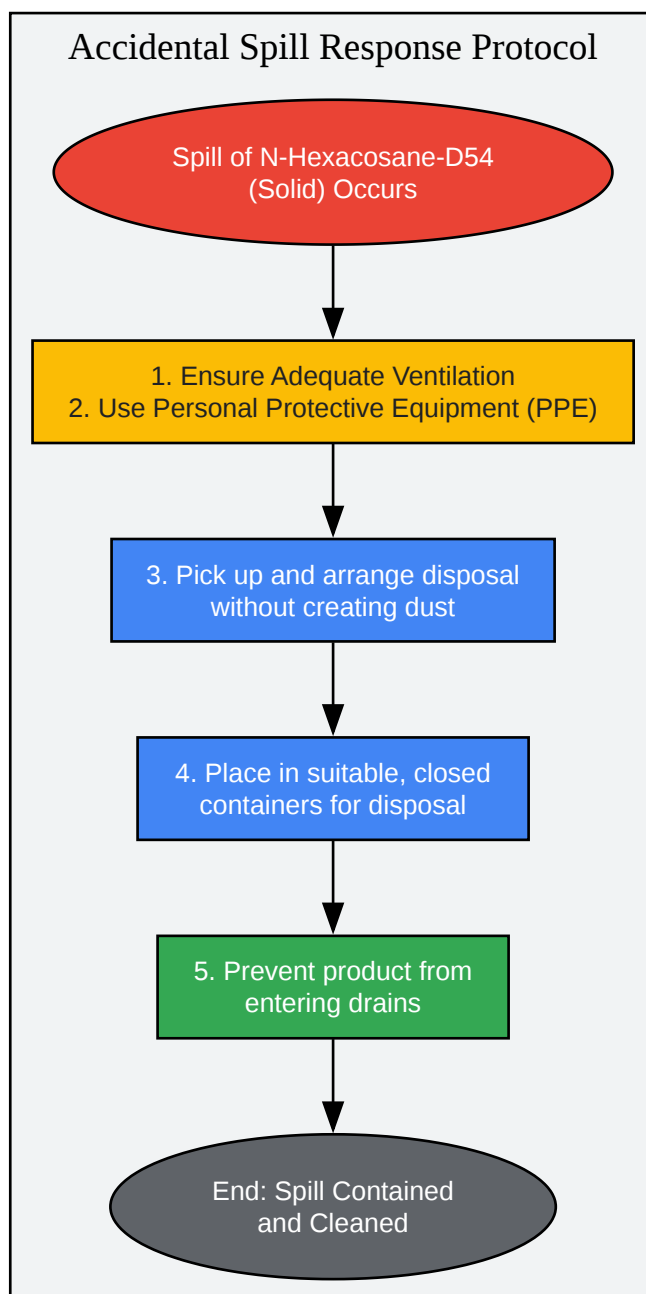 Accidental Spill Response Protocol
Spill of N-Hexacosane-D54
(Solid) Occurs
1. Ensure Adequate Ventilation
2. Use Personal Protective Equipment (PPE)
3. Pick up and arrange disposal
without creating dust
4. Place in suitable, closed
containers for disposal
5. Prevent product from
entering drains
End: Spill Contained
and Cleaned